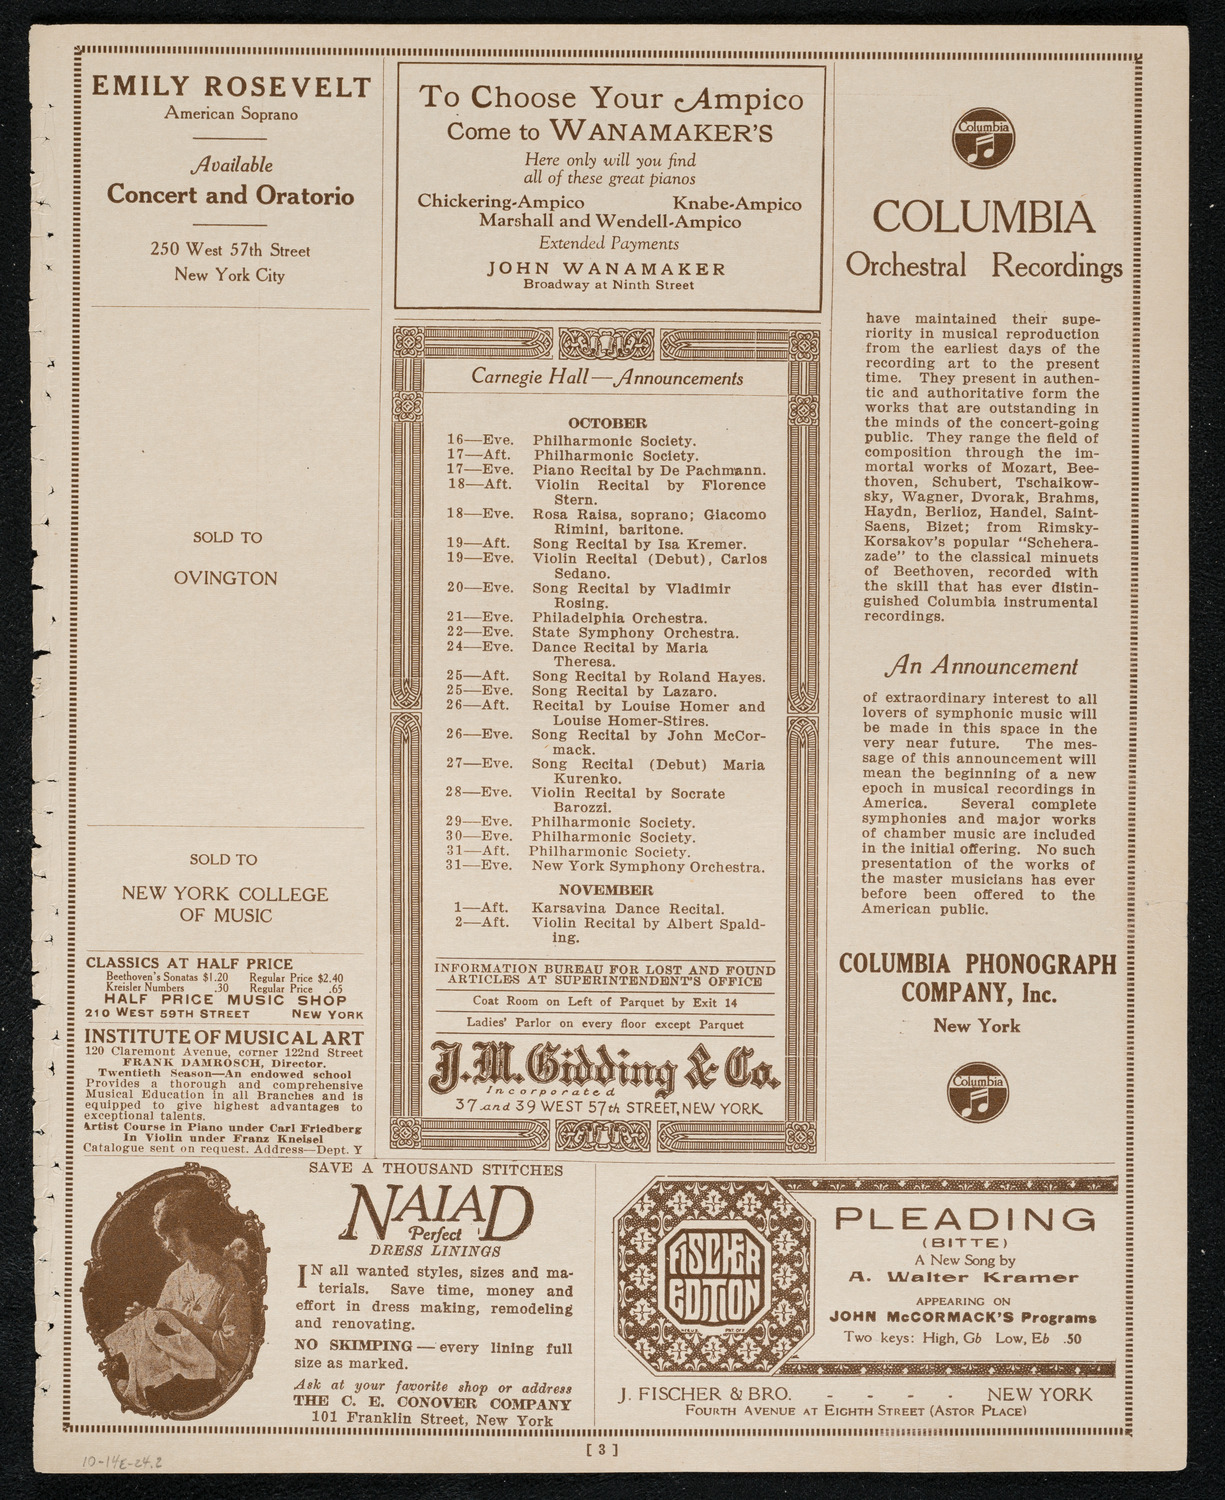 EMILY ROSEVELT
American Soprano
Available
Concert and Oratorio
250 West 57th Street
New York City
SOLD TO
OVINGTON
SOLD TO
NEW YORK COLLEGE
OF MUSIC
CLASSICS AT HALF PRICE
Beethoven's Sonatas $1.20 Regular Price $2.40
Kreisler Numbers .30 Regular Price .65
HALF PRICE MUSIC SHOP
210 WEST 59TH STREET NEW YORK
INSTITUTE OF MUSICAL ART
120 Claremont Avenue, corner 122nd Street
FRANK DAMROSCH, Director.
Twentieth Season—An endowed school
Provides a thorough and comprehensive
Musical Education in all Branches and is
equipped to give highest advantages to
exceptional talents.
Artist Course in Piano under Carl Friedberg
In Violin under Franz Kneisel
Catalogue sent on request. Address—Dept. Y
To Choose Your Ampico
Come to WANAMAKER'S
Here only will you find
all of these great pianos
Chickering-Ampico Knabe-Ampico
Marshall and Wendell-Ampico
Extended Payments
JOHN WANAMAKER
Broadway at Ninth Street
Carnegie Hall—Announcements
OCTOBER
16—Eve. Philharmonic Society.
17—Aft. Philharmonic Society.
17—Eve. Piano Recital by De Pachmann.
18—Aft. Violin Recital by Florence
Stern.
18—Eve. Rosa Raisa, soprano; Giacomo
Rimini, baritone.
19—Aft. Song Recital by Isa Kremer.
19—Eve. Violin Recital (Debut), Carlos
Sedano.
20—Eve. Song Recital by Vladimir
Rosing.
21—Eve. Philadelphia Orchestra.
22—Eve. State Symphony Orchestra.
24—Eve. Dance Recital by Maria
Theresa.
25—Aft. Song Recital by Roland Hayes.
25—Eve. Song Recital by Lazaro.
26—Aft. Recital by Louise Homer and
Louise Homer-Stires.
26—Eve. Song Recital by John McCor-
mack.
27—Eve. Song Recital (Debut) Maria
Kurenko.
28—Eve. Violin Recital by Socrate
Barozzi.
29—Eve. Philharmonic Society.
30—Eve. Philharmonic Society.
31—Aft. Philharmonic Society.
31—Eve. New York Symphony Orchestra.
NOVEMBER
1—Aft. Karsavina Dance Recital.
2—Aft. Violin Recital by Albert Spald-
ing.
INFORMATION BUREAU FOR LOST AND FOUND
ARTICLES AT SUPERINTENDENT'S OFFICE
Coat Room on Left of Parquet by Exit 14
Ladies' Parlor on every floor except Parquet
J. M. Gidding & Co.
Incorporated
37 and 39 WEST 57th STREET, NEW YORK
Columbia
COLUMBIA
Orchestral Recordings
have maintained their supe-
riority in musical reproduction
from the earliest days of the
recording art to the present
time. They present in authen-
tic and authoritative form the
works that are outstanding in
the minds of the concert-going
public. They range the field of
composition through the im-
mortal works of Mozart, Bee-
thoven, Schubert, Tschaikow-
sky, Wagner, Dvorak, Brahms,
Haydn, Berlioz, Handel, Saint-
Saens, Bizet; from Rimsky-
Korsakov's popular "Schehera-
zade" to the classical minuets
of Beethoven, recorded with
the skill that has ever distin-
guished Columbia instrumental
recordings.
An Announcement
of extraordinary interest to all
lovers of symphonic music will
be made in this space in the
very near future. The mes-
sage of this announcement will
mean the beginning of a new
epoch in musical recordings in
America. Several complete
symphonies and major works
of chamber music are included
in the initial offering. No such
presentation of the works of
the master musicians has ever
before been offered to the
American public.
COLUMBIA PHONOGRAPH
COMPANY, Inc.
New York
Columbia
SAVE A THOUSAND STITCHES
NAIAD
Perfect
DRESS LININGS
IN all wanted styles, sizes and ma-
terials. Save time, money and
effort in dress making, remodeling
and renovating.
NO SKIMPING—every lining full
size as marked.
Ask at your favorite shop or address
THE C. E. CONOVER COMPANY
101 Franklin Street, New York
FISCHER
EDITION
PLEADING
(BITTE)
A New Song by
A. Walter Kramer
APPEARING ON
JOHN McCORMACK'S Programs
Two keys: High, G♭ Low, E♭ .50
J. FISCHER & BRO. - - - - NEW YORK
FOURTH AVENUE AT EIGHTH STREET (ASTOR PLACE)
[ 3 ]
10-14E-24.2